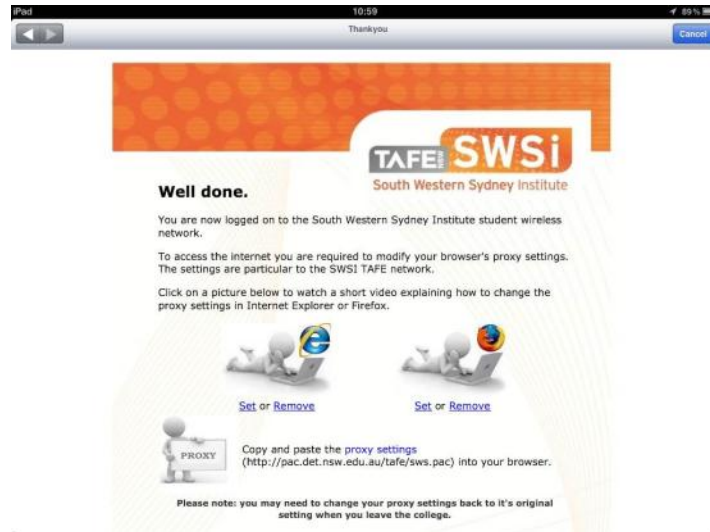 iPad 10:59 89%
Thankyou
Cancel
TAFE NSW SWSi
South Western Sydney Institute
Well done.
You are now logged on to the South Western Sydney Institute student wireless
network.
To access the internet you are required to modify your browser's proxy settings.
The settings are particular to the SWSI TAFE network.
Click on a picture below to watch a short video explaining how to change the
proxy settings in Internet Explorer or Firefox.
Set or Remove
Set or Remove
PROXY
Copy and paste the proxy settings
(http://pac.det.nsw.edu.au/tafe/sws.pac) into your browser.
Please note: you may need to change your proxy settings back to it's original
setting when you leave the college.